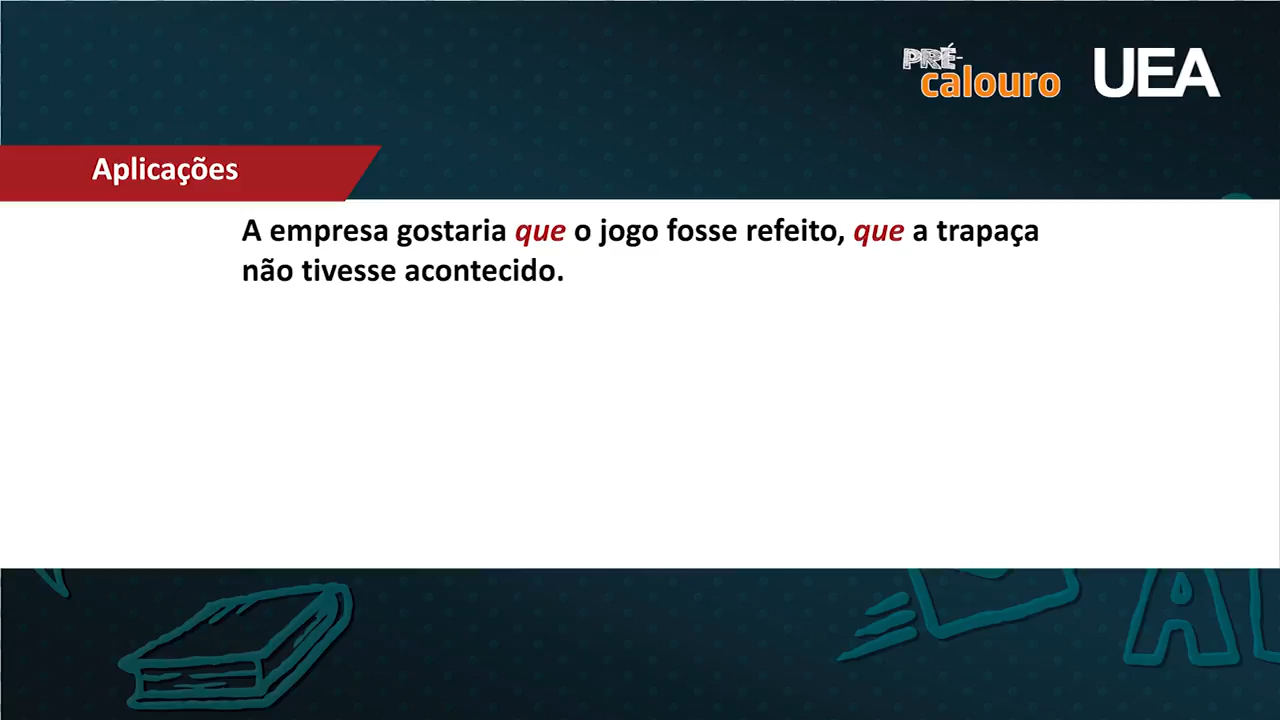 PRÉ-
calouro
UEA
Aplicações
A empresa gostaria que o jogo fosse refeito, que a trapaça
não tivesse acontecido.